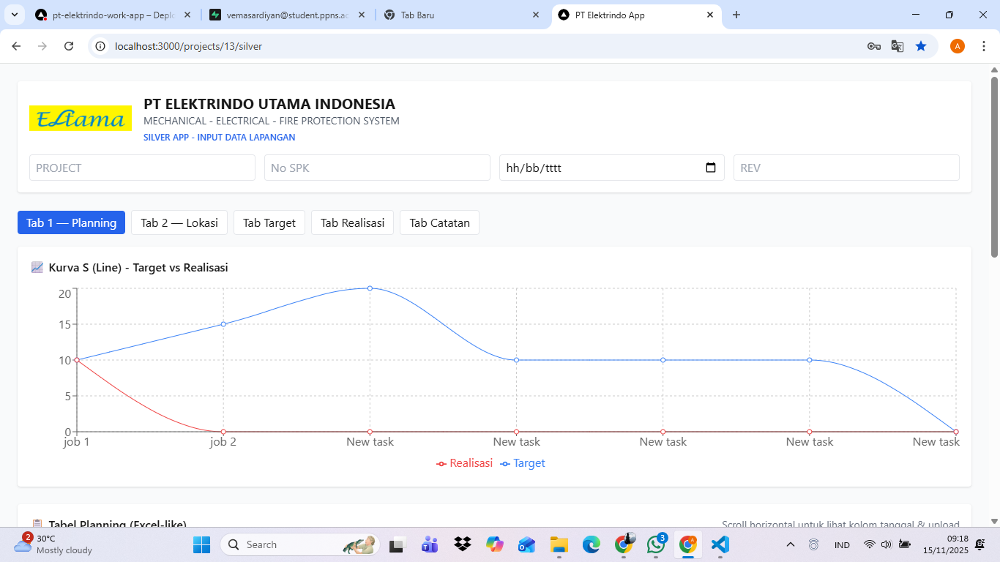 pt-elektrindo-work-app – Deplo
vemasardiyan@student.ppns.ac
Tab Baru
PT Elektrindo App
localhost:3000/projects/13/silver
A
ELtama
PT ELEKTRINDO UTAMA INDONESIA
MECHANICAL - ELECTRICAL - FIRE PROTECTION SYSTEM
SILVER APP - INPUT DATA LAPANGAN
PROJECT
No SPK
hh/bb/tttt
REV
Tab 1 — Planning
Tab 2 — Lokasi
Tab Target
Tab Realisasi
Tab Catatan
Kurva S (Line) - Target vs Realisasi
20
15
10
5
0
job 1
job 2
New task
New task
New task
New task
New task
Realisasi
Target
Tabel Planning (Excel-like)
Scroll horizontal untuk lihat kolom tanggal & upload
2
30°C
Mostly cloudy
Search
3
IND
09:18
15/11/2025